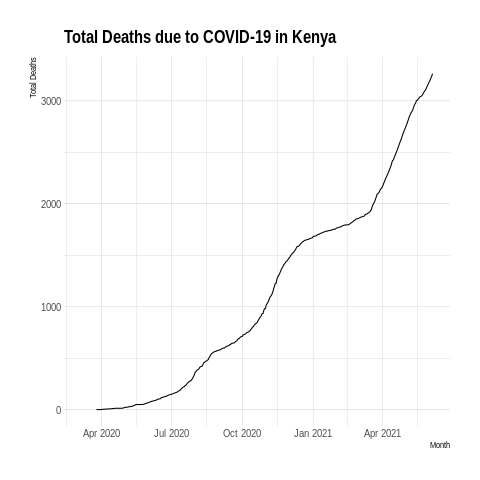 Total Deaths due to COVID-19 in Kenya
Total Deaths
3000
2000
1000
0
Apr 2020 Jul 2020 Oct 2020 Jan 2021 Apr 2021
Month